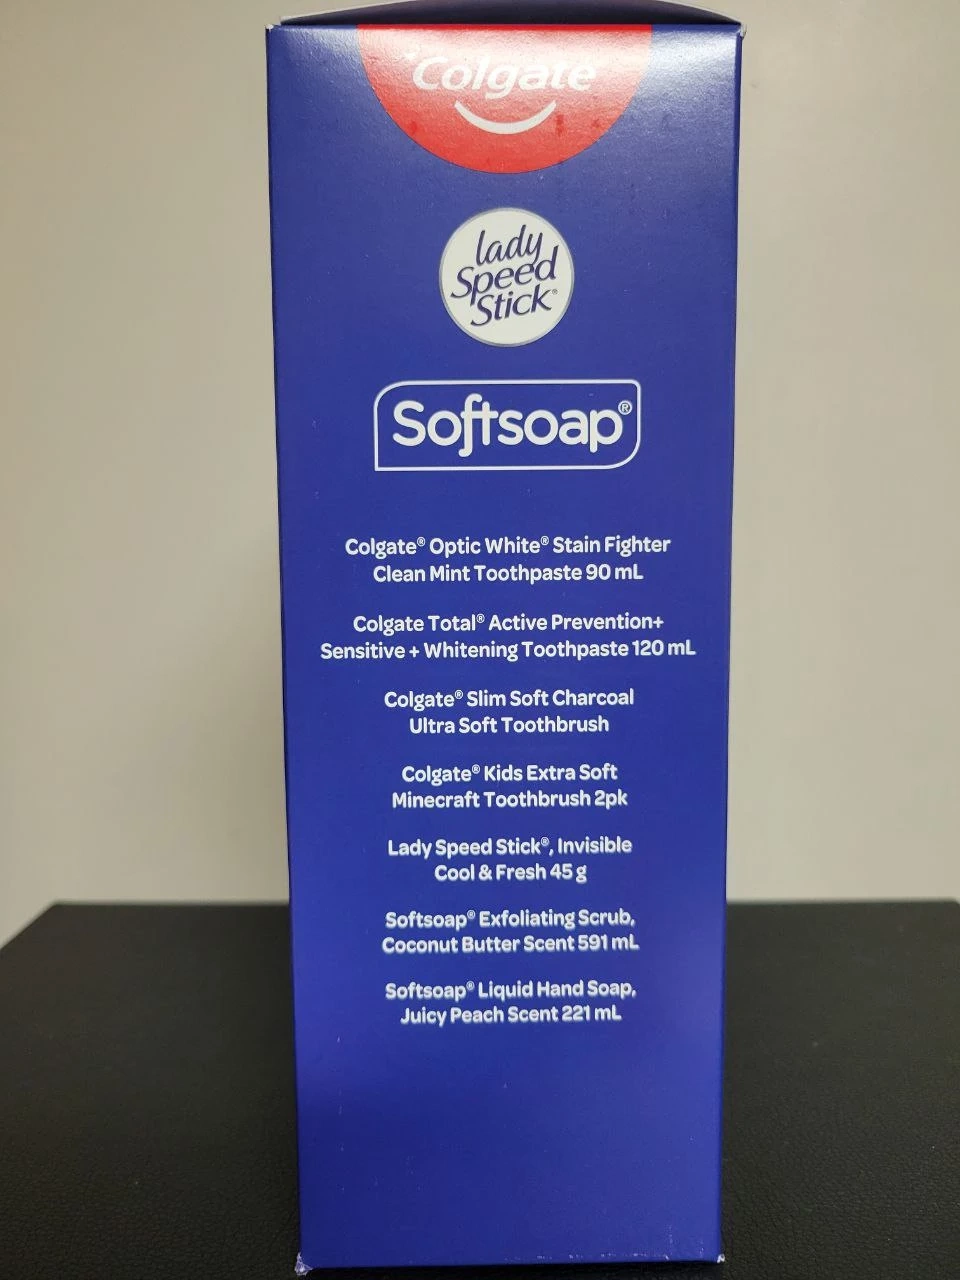 Colgate
lady
Speed
Stick®
Softsoap®
Colgate® Optic White® Stain Fighter
Clean Mint Toothpaste 90 mL
Colgate Total® Active Prevention+
Sensitive + Whitening Toothpaste 120 mL
Colgate® Slim Soft Charcoal
Ultra Soft Toothbrush
Colgate® Kids Extra Soft
Minecraft Toothbrush 2pk
Lady Speed Stick®, Invisible
Cool & Fresh 45 g
Softsoap® Exfoliating Scrub,
Coconut Butter Scent 591 mL
Softsoap® Liquid Hand Soap,
Juicy Peach Scent 221 mL